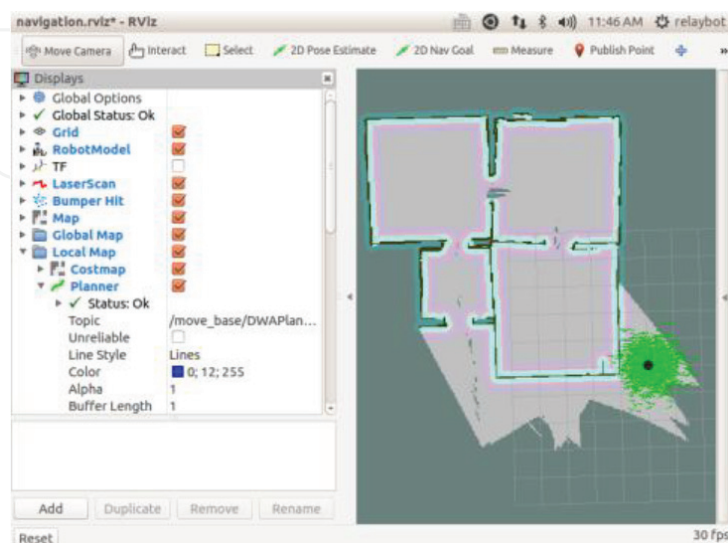 navigation.rviz* - RViz 11:46 AM relaybot
Move Camera Interact Select 2D Pose Estimate 2D Nav Goal Measure Publish Point »
Displays
Global Options
Global Status: Ok
Grid
RobotModel
TF
LaserScan
Bumper Hit
Map
Global Map
Local Map
Costmap
Planner
Status: Ok
Topic /move_base/DWAPlan...
Unreliable
Line Style Lines
Color 0; 12; 255
Alpha 1
Buffer Length 1
Add Duplicate Remove Rename
Reset 30 fps